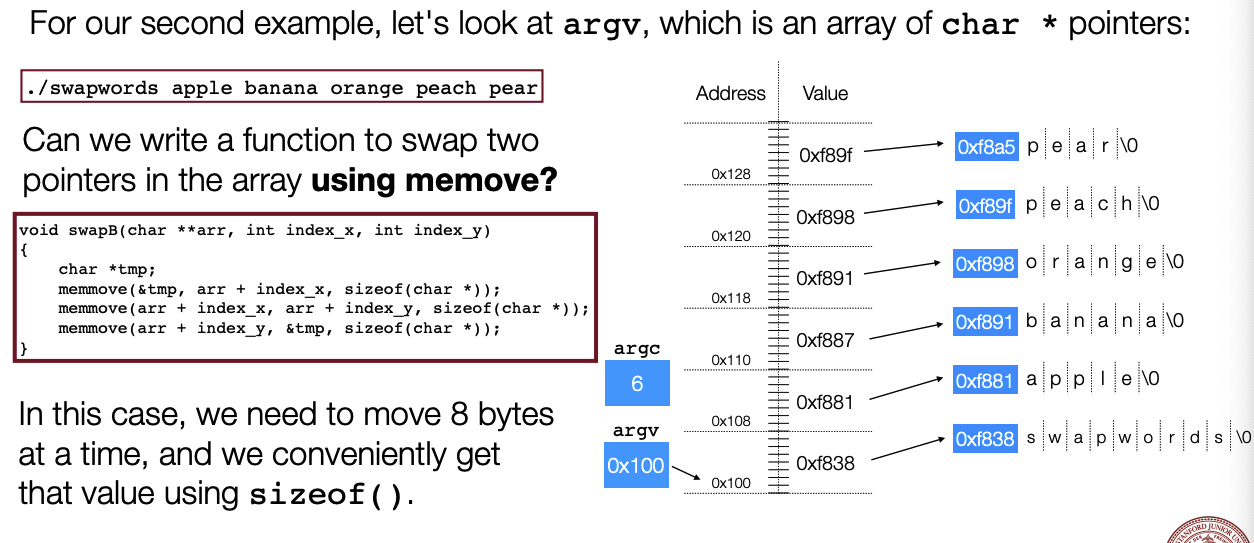 For our second example, let's look at argv, which is an array of char * pointers:
./swapwords apple banana orange peach pear
Can we write a function to swap two
pointers in the array using memove?
void swapB(char **arr, int index_x, int index_y)
{
    char *tmp;
    memmove(&tmp, arr + index_x, sizeof(char *));
    memmove(arr + index_x, arr + index_y, sizeof(char *));
    memmove(arr + index_y, &tmp, sizeof(char *));
}
In this case, we need to move 8 bytes
at a time, and we conveniently get
that value using sizeof().
argc
6
argv
0x100
Address Value
0xf89f 0xf8a5 p e a r \0
0x128
0xf898 0xf89f p e a c h \0
0x120
0xf891 0xf898 o r a n g e \0
0x118
0xf887 0xf891 b a n a n a \0
0x110
0xf881 0xf881 a p p l e \0
0x108
0xf838 0xf838 s w a p w o r d s \0
0x100